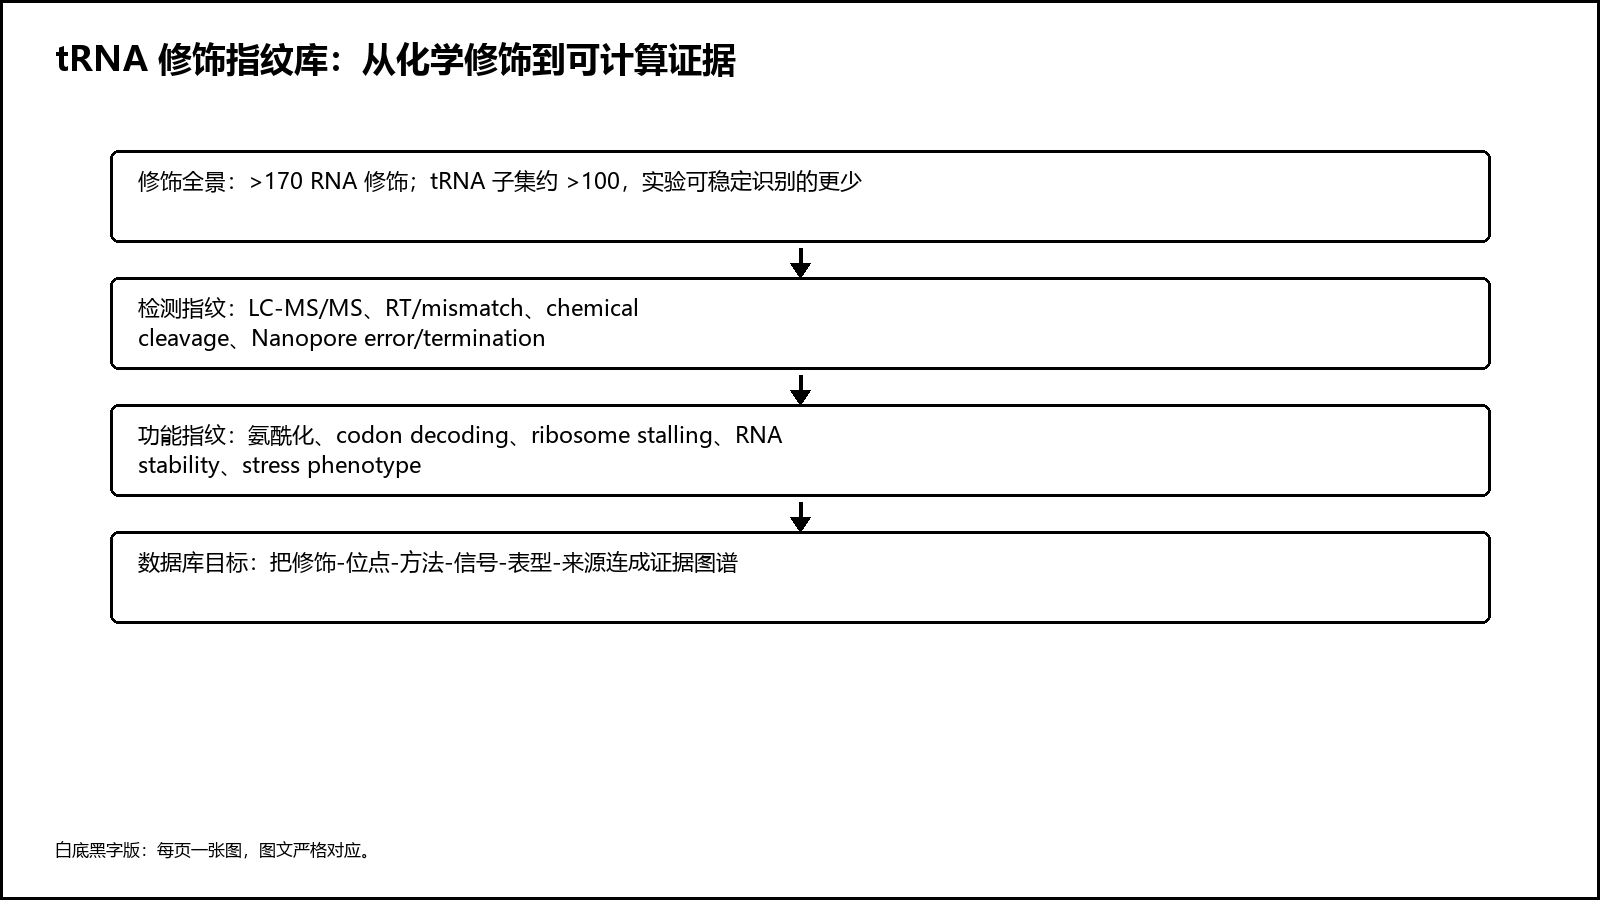 tRNA 修饰指纹库：从化学修饰到可计算证据
修饰全景：>170 RNA 修饰；tRNA 子集约 >100，实验可稳定识别的更少
检测指纹：LC-MS/MS、RT/mismatch、chemical
cleavage、Nanopore error/termination
功能指纹：氨酰化、codon decoding、ribosome stalling、RNA
stability、stress phenotype
数据库目标：把修饰-位点-方法-信号-表型-来源连成证据图谱
白底黑字版：每页一张图，图文严格对应。